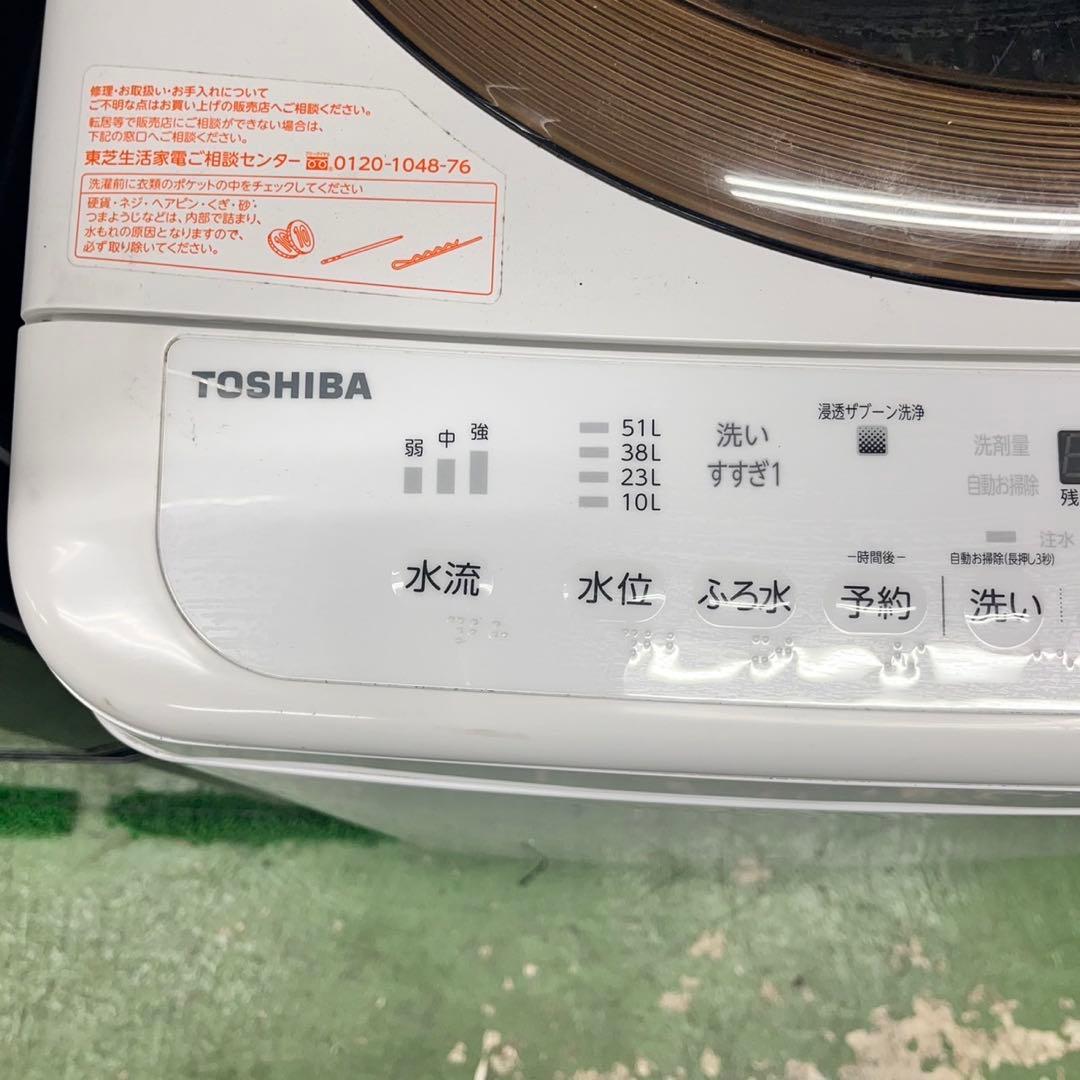 修理・お取扱い・お手入れについて
ご不明な点はお買い上げの販売店へご相談ください。
転居等で販売店にご相談ができない場合は、
下記の窓口へご相談ください。
東芝生活家電ご相談センター 0120-1048-76
洗濯前に衣類のポケットの中をチェックしてください
硬貨・ネジ・ヘアピン・くぎ・砂・
つまようじなどは、内部で詰まり、
水もれの原因となりますので、
必ず取り除いてください。
10 10
TOSHIBA
弱 中 強
51L
38L
23L
10L
洗い
すすぎ1
浸透ザブーン洗浄
洗剤量
自動お掃除
残
注水
水流
水位
ふろ水
ー時間後ー
予約
自動お掃除(長押し3秒)
洗い